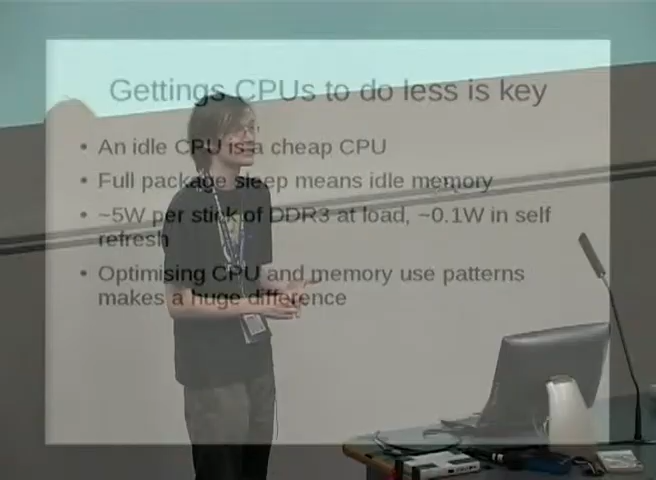 Gettings CPUs to do less is key
• An idle CPU is a cheap CPU
• Full package sleep means idle memory
• ~5W per stick of DDR3 at load, ~0.1W in self
refresh
• Optimising CPU and memory use patterns
makes a huge difference